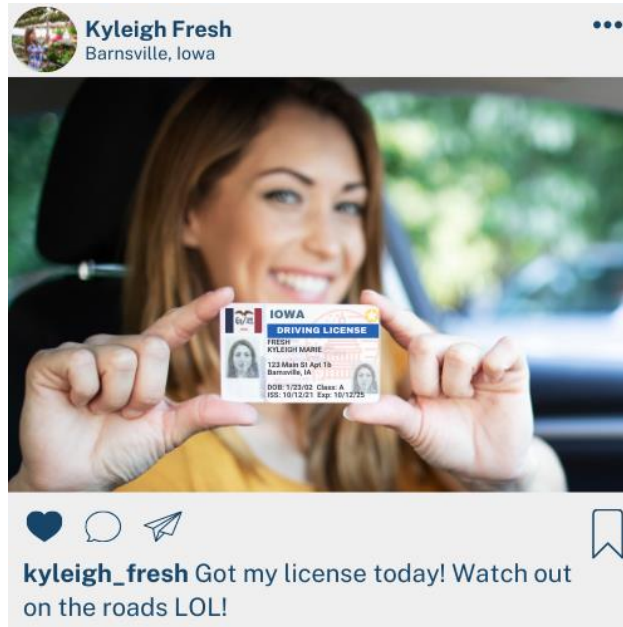 Kyleigh Fresh
Barnsville, Iowa
IOWA
DRIVING LICENSE
FRESH
KYLEIGH MARIE
123 Main St Apt 1b
Barnsville, IA
DOB: 1/23/02 Class: A
ISS: 10/12/21 Exp: 10/12/25
kyleigh_fresh Got my license today! Watch out
on the roads LOL!